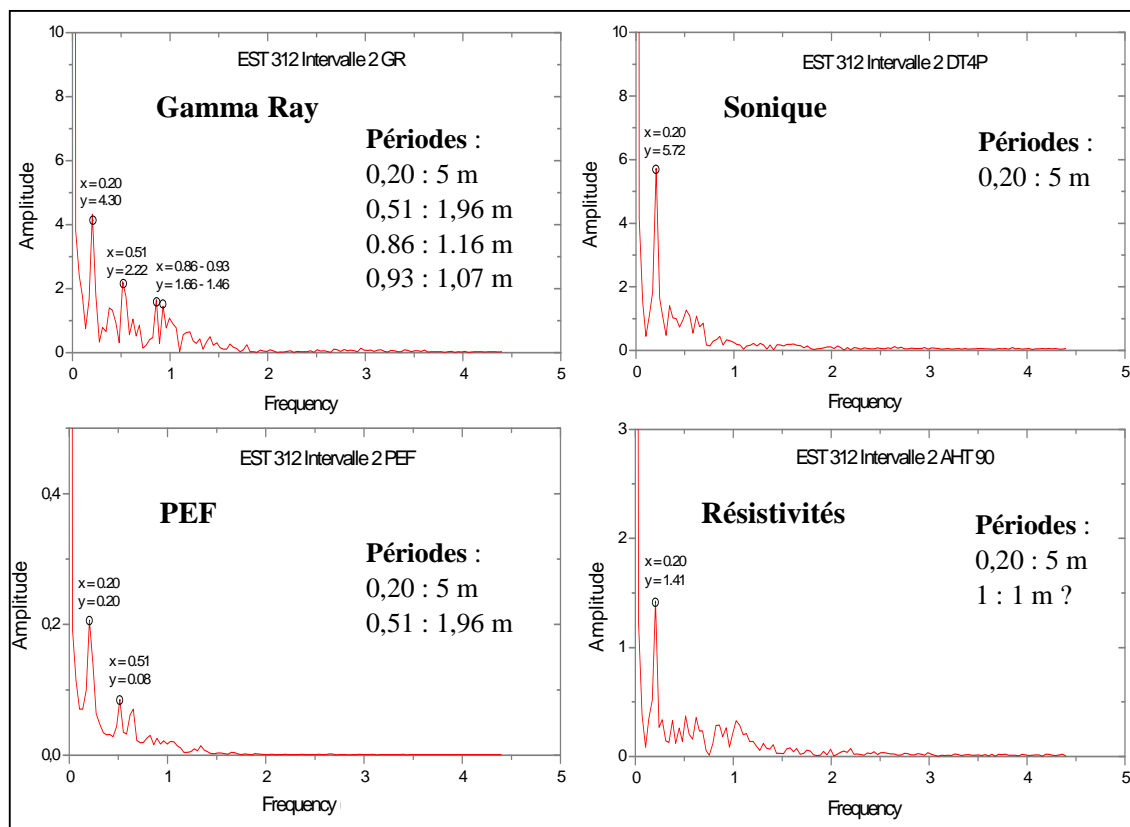 EST 312 Intervalle 2 GR
Gamma Ray
Périodes :
0,20 : 5 m
0,51 : 1,96 m
0.86 : 1.16 m
0,93 : 1,07 m
x = 0.20
y = 4.30
x = 0.51
y = 2.22
x = 0.86 - 0.93
y = 1.66 - 1.46
Amplitude
10
8
6
4
2
0
0 1 2 3 4 5
Frequency
EST 312 Intervalle 2 DT4P
Sonique
Périodes :
0,20 : 5 m
x = 0.20
y = 5.72
Amplitude
10
8
6
4
2
0
0 1 2 3 4 5
Frequency
EST 312 Intervalle 2 PEF
PEF
Périodes :
0,20 : 5 m
0,51 : 1,96 m
x = 0.20
y = 0.20
x = 0.51
y = 0.08
Amplitude
0,4
0,2
0,0
0 1 2 3 4 5
Frequency
EST 312 Intervalle 2 AHT 90
Résistivités
Périodes :
0,20 : 5 m
1 : 1 m ?
x = 0.20
y = 1.41
Amplitude
3
2
1
0
0 1 2 3 4 5
Frequency